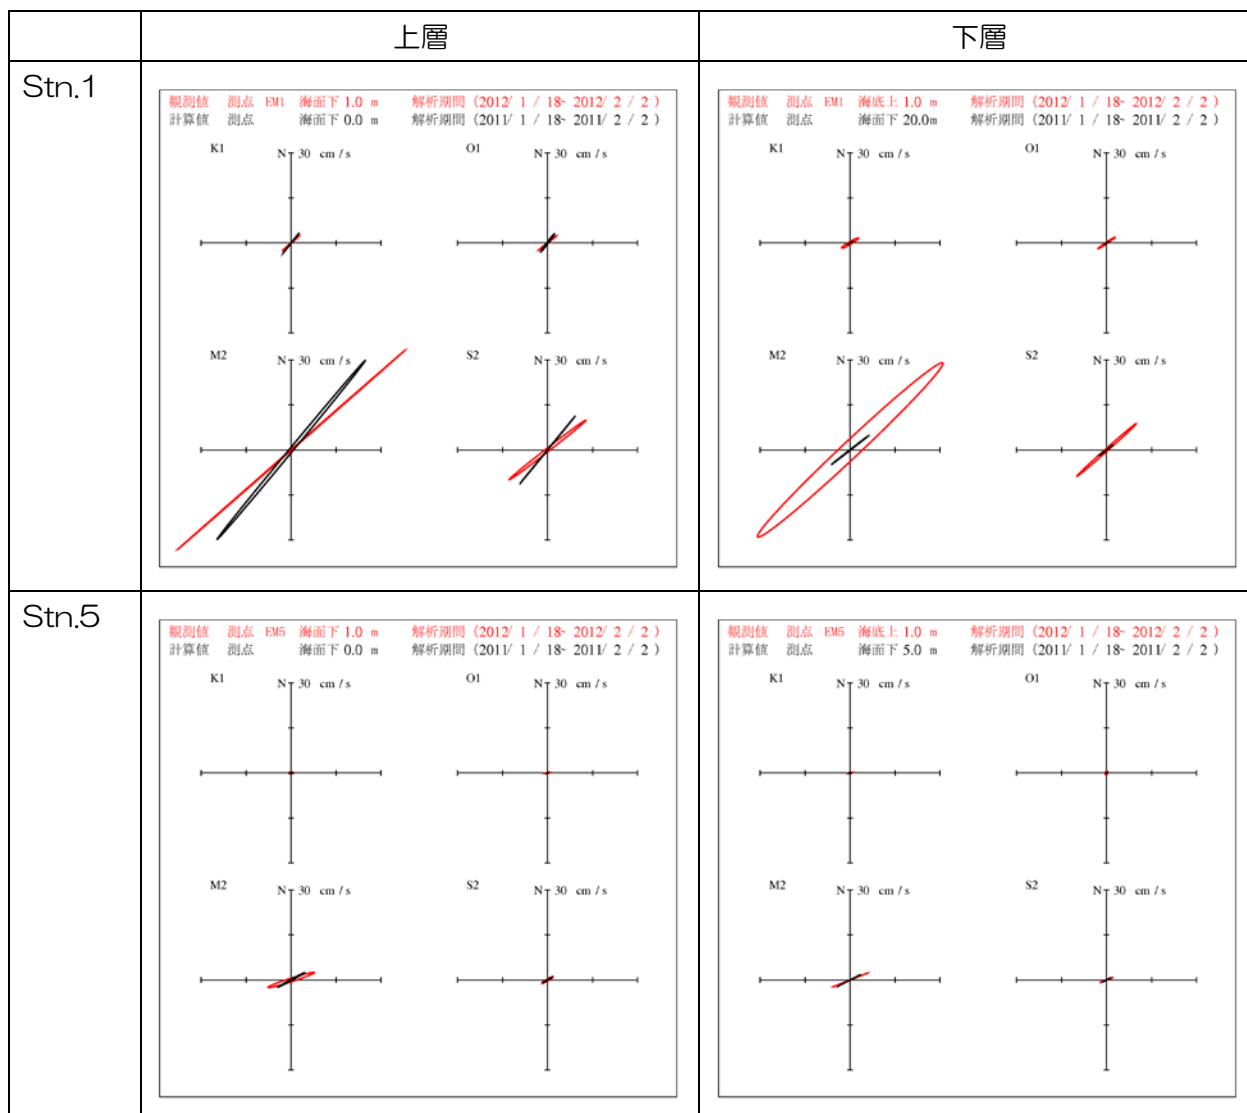 上層
下層
Stn.1
観測値 測点 EM1 海面下 1.0 m 解析期間 (2012/ 1 / 18~ 2012/ 2 / 2 )
計算値 測点 海面下 0.0 m 解析期間 (2011/ 1 / 18~ 2011/ 2 / 2 )
K1
N 30 cm / s
O1
N 30 cm / s
M2
N 30 cm / s
S2
N 30 cm / s
観測値 測点 EM1 海底上 1.0 m 解析期間 (2012/ 1 / 18~ 2012/ 2 / 2 )
計算値 測点 海面下 20.0m 解析期間 (2011/ 1 / 18~ 2011/ 2 / 2 )
K1
N 30 cm / s
O1
N 30 cm / s
M2
N 30 cm / s
S2
N 30 cm / s
Stn.5
観測値 測点 EM5 海面下 1.0 m 解析期間 (2012/ 1 / 18~ 2012/ 2 / 2 )
計算値 測点 海面下 0.0 m 解析期間 (2011/ 1 / 18~ 2011/ 2 / 2 )
K1
N 30 cm / s
O1
N 30 cm / s
M2
N 30 cm / s
S2
N 30 cm / s
観測値 測点 EM5 海底上 1.0 m 解析期間 (2012/ 1 / 18~ 2012/ 2 / 2 )
計算値 測点 海面下 5.0 m 解析期間 (2011/ 1 / 18~ 2011/ 2 / 2 )
K1
N 30 cm / s
O1
N 30 cm / s
M2
N 30 cm / s
S2
N 30 cm / s